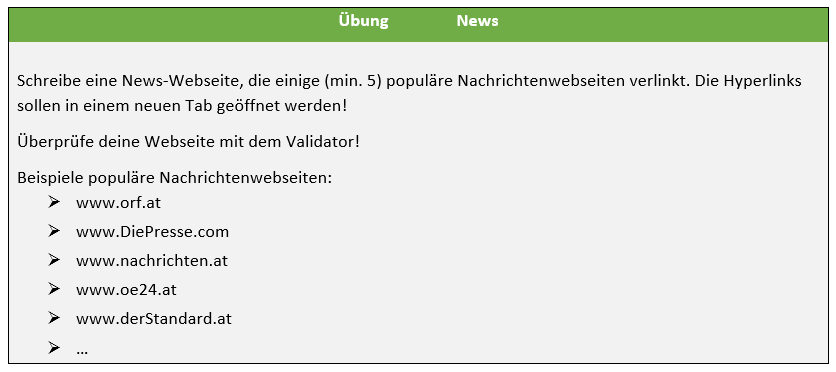 Übung News
Schreibe eine News-Webseite, die einige (min. 5) populäre Nachrichtenwebseiten verlinkt. Die Hyperlinks
sollen in einem neuen Tab geöffnet werden!
Überprüfe deine Webseite mit dem Validator!
Beispiele populäre Nachrichtenwebseiten:
➢ www.orf.at
➢ www.DiePresse.com
➢ www.nachrichten.at
➢ www.oe24.at
➢ www.derStandard.at
➢ …